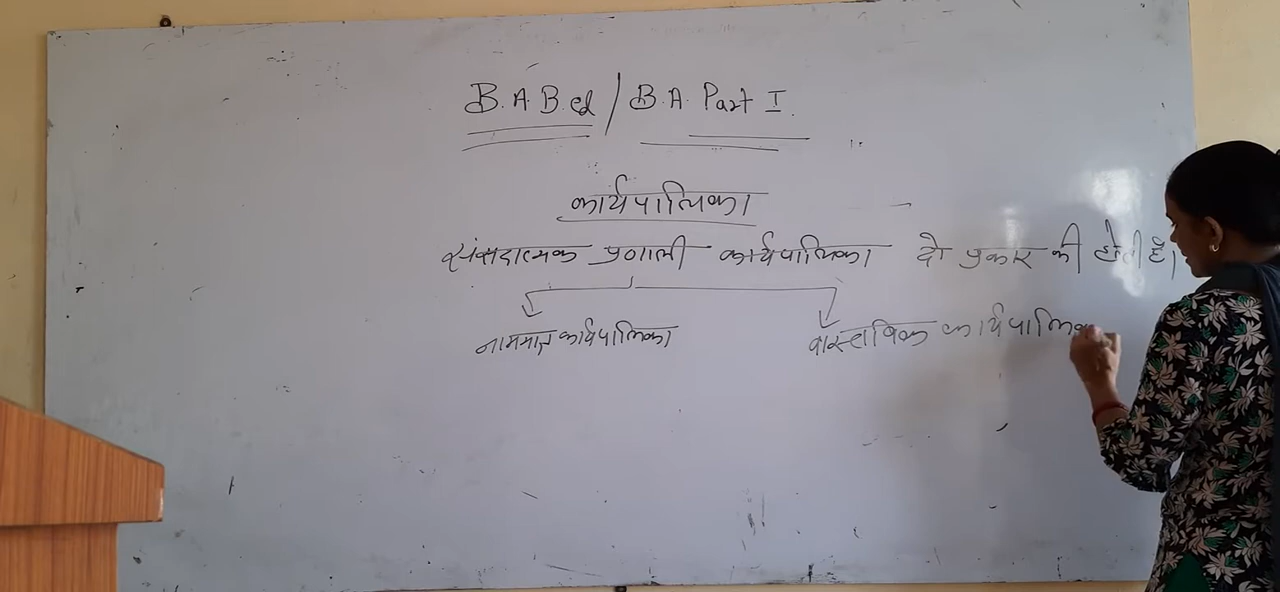 B.A.B.ed / B.A. Part I.
कार्यपालिका
संसदात्मक प्रणाली कार्यपालिका दो प्रकार की होती है।
नाममात्र कार्यपालिका वास्तविक कार्यपालिक